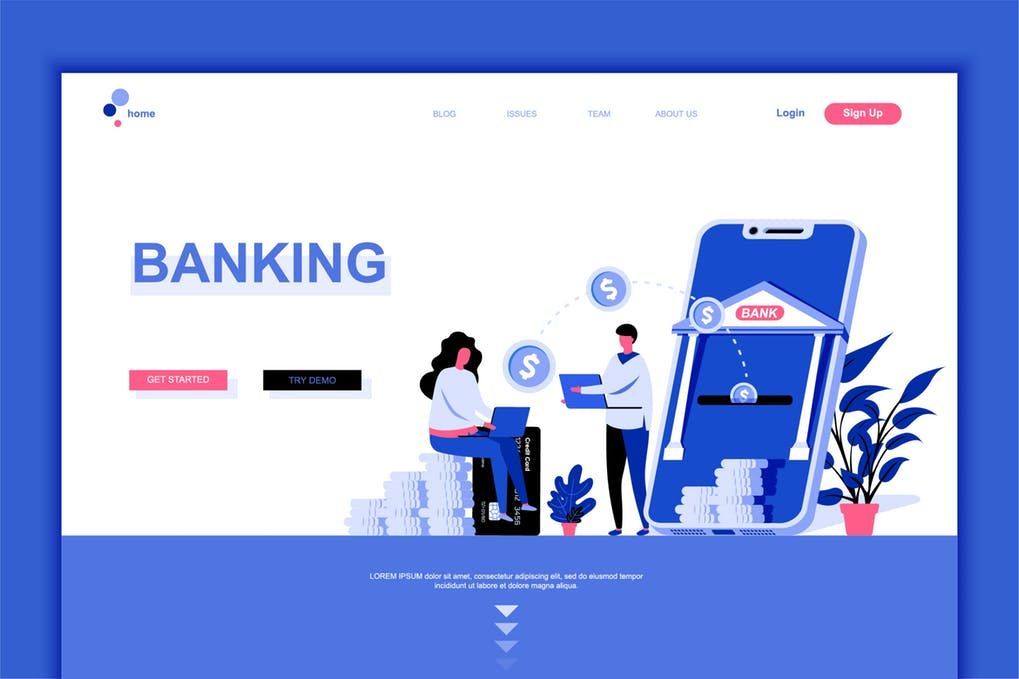 home
BLOG
ISSUES
TEAM
ABOUT US
Login
Sign Up
BANKING
BANK
GET STARTED
TRY DEMO
Credit Card
3456
LOREM IPSUM dolor sit amet, consectetur adipiscing elit, sed do eiusmod tempor
incididunt ut labore et dolore magna aliqua.